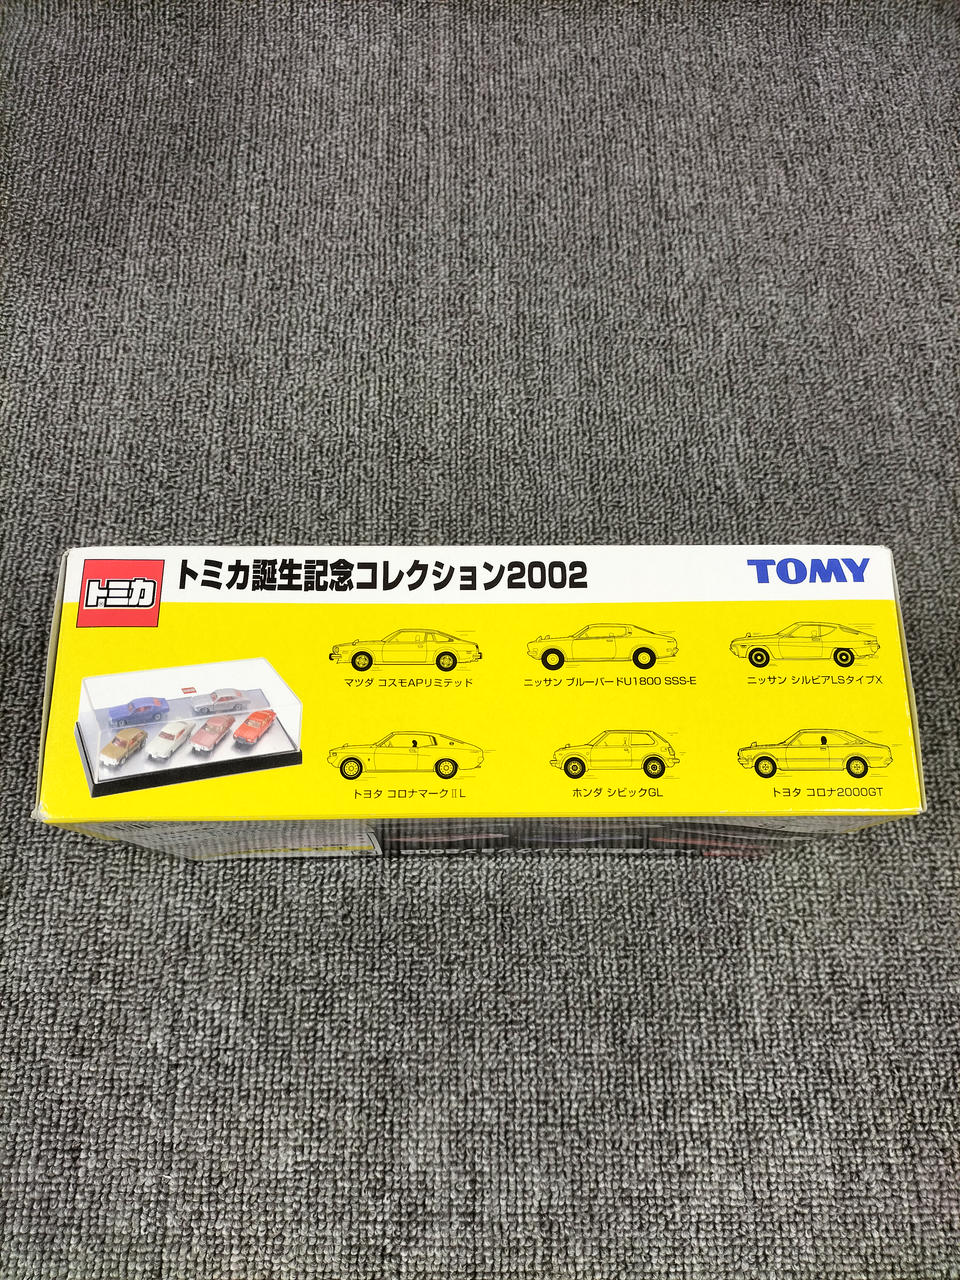 トミカ
トミカ誕生記念コレクション2002
TOMY
マツダ コスモAPリミテッド
ニッサン ブルーバードU1800 SSS-E
ニッサン シルビアLSタイプX
トヨタ コロナマークⅡL
ホンダ シビックGL
トヨタ コロナ2000GT